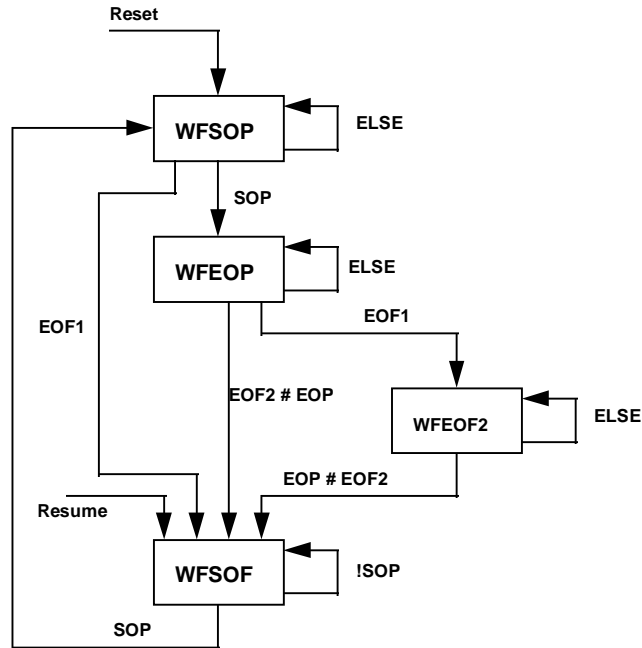 Reset
WFSOP
ELSE
SOP
WFEOP
ELSE
EOF1
EOF1
EOF2 # EOP
WFEOF2
ELSE
EOP # EOF2
Resume
WFSOF
!SOP
SOP